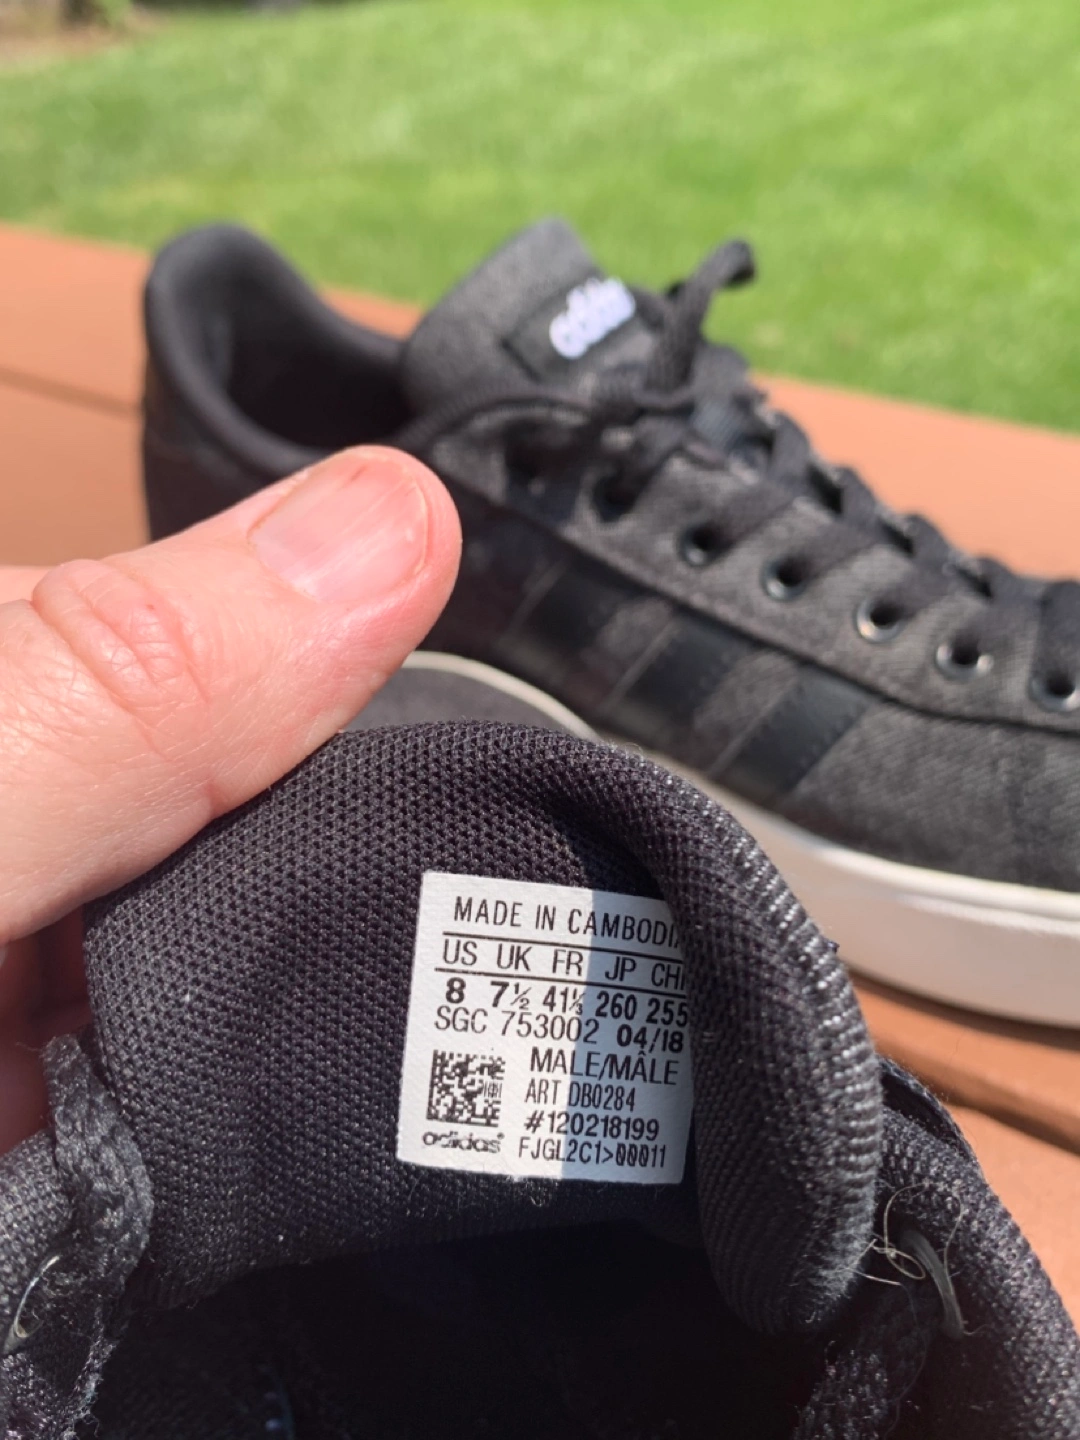 adidas
MADE IN CAMBODIA
US UK FR JP CH
8 7½ 41⅓ 260 255
SGC 753002 04/18
MALE/MÂLE
ART DB0284
#120218199
adidas® FJGL2C1>00011